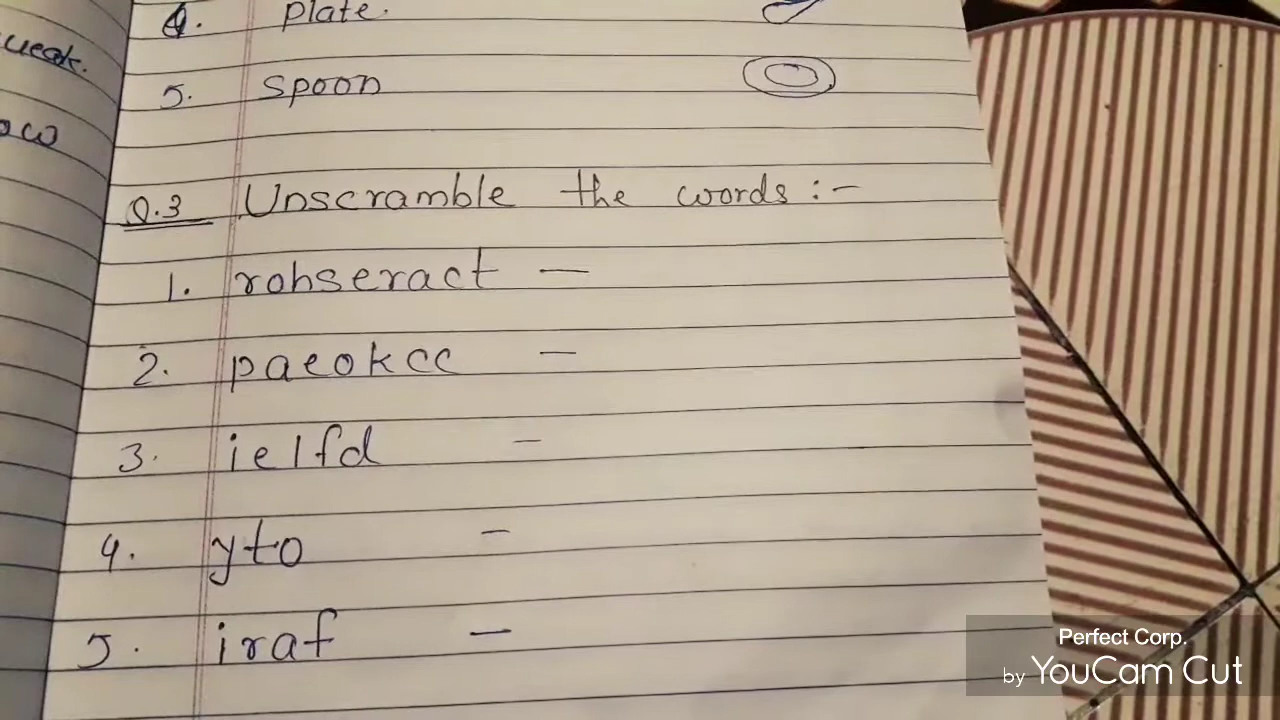 4. plate.
5. spoon
Q.3 Unscramble the words :-
1. rohseract —
2. paeokcc —
3. ielfd —
4. yto —
5. iraf —
Perfect Corp.
by YouCam Cut